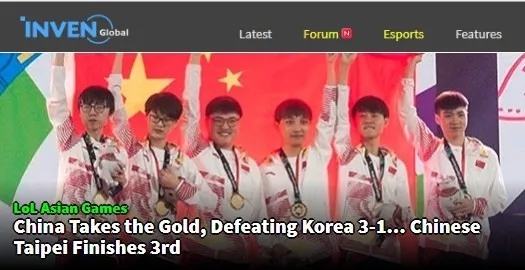 INVEN Global
Latest Forum N Esports Features
LoL Asian Games
China Takes the Gold, Defeating Korea 3-1... Chinese
Taipei Finishes 3rd